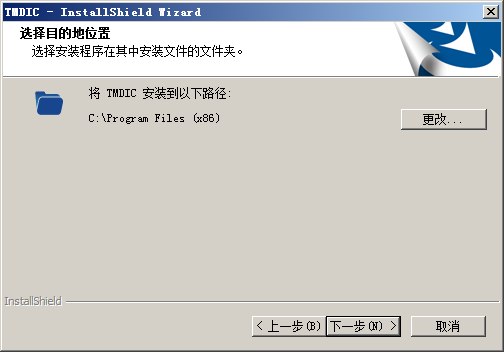 TMDIC - InstallShield Wizard
选择目的地位置
选择安装程序在其中安装文件的文件夹。
将 TMDIC 安装到以下路径:
C:\Program Files (x86)
更改...
InstallShield
< 上一步(B)
下一步(N) >
取消